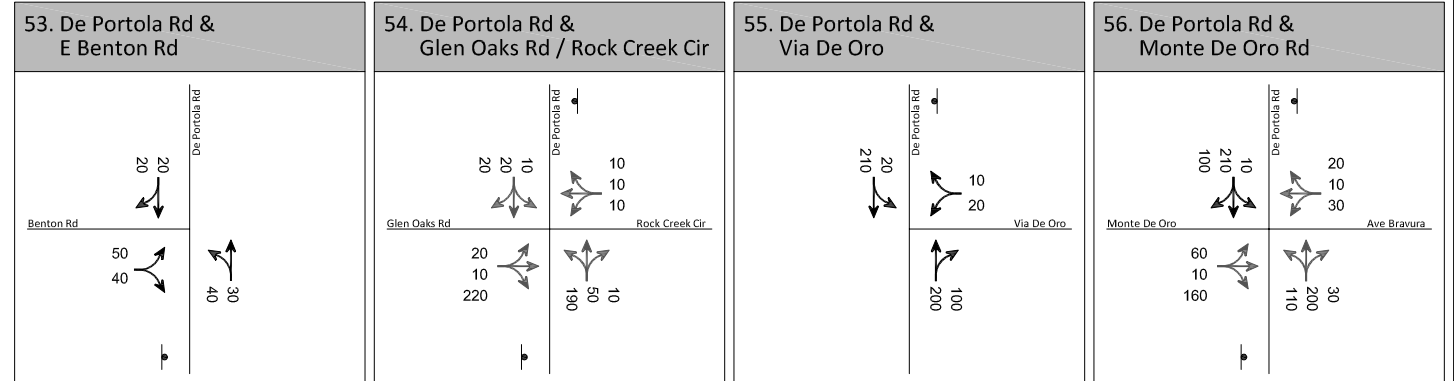 53. De Portola Rd &
E Benton Rd
De Portola Rd
20
20
Benton Rd
50
40
40
30
54. De Portola Rd &
Glen Oaks Rd / Rock Creek Cir
De Portola Rd
20
20
10
10
10
10
Glen Oaks Rd
Rock Creek Cir
20
10
220
190
50
10
55. De Portola Rd &
Via De Oro
De Portola Rd
210
20
10
20
Via De Oro
200
100
56. De Portola Rd &
Monte De Oro Rd
De Portola Rd
100
210
10
20
10
30
Monte De Oro
Ave Bravura
60
10
160
110
200
30